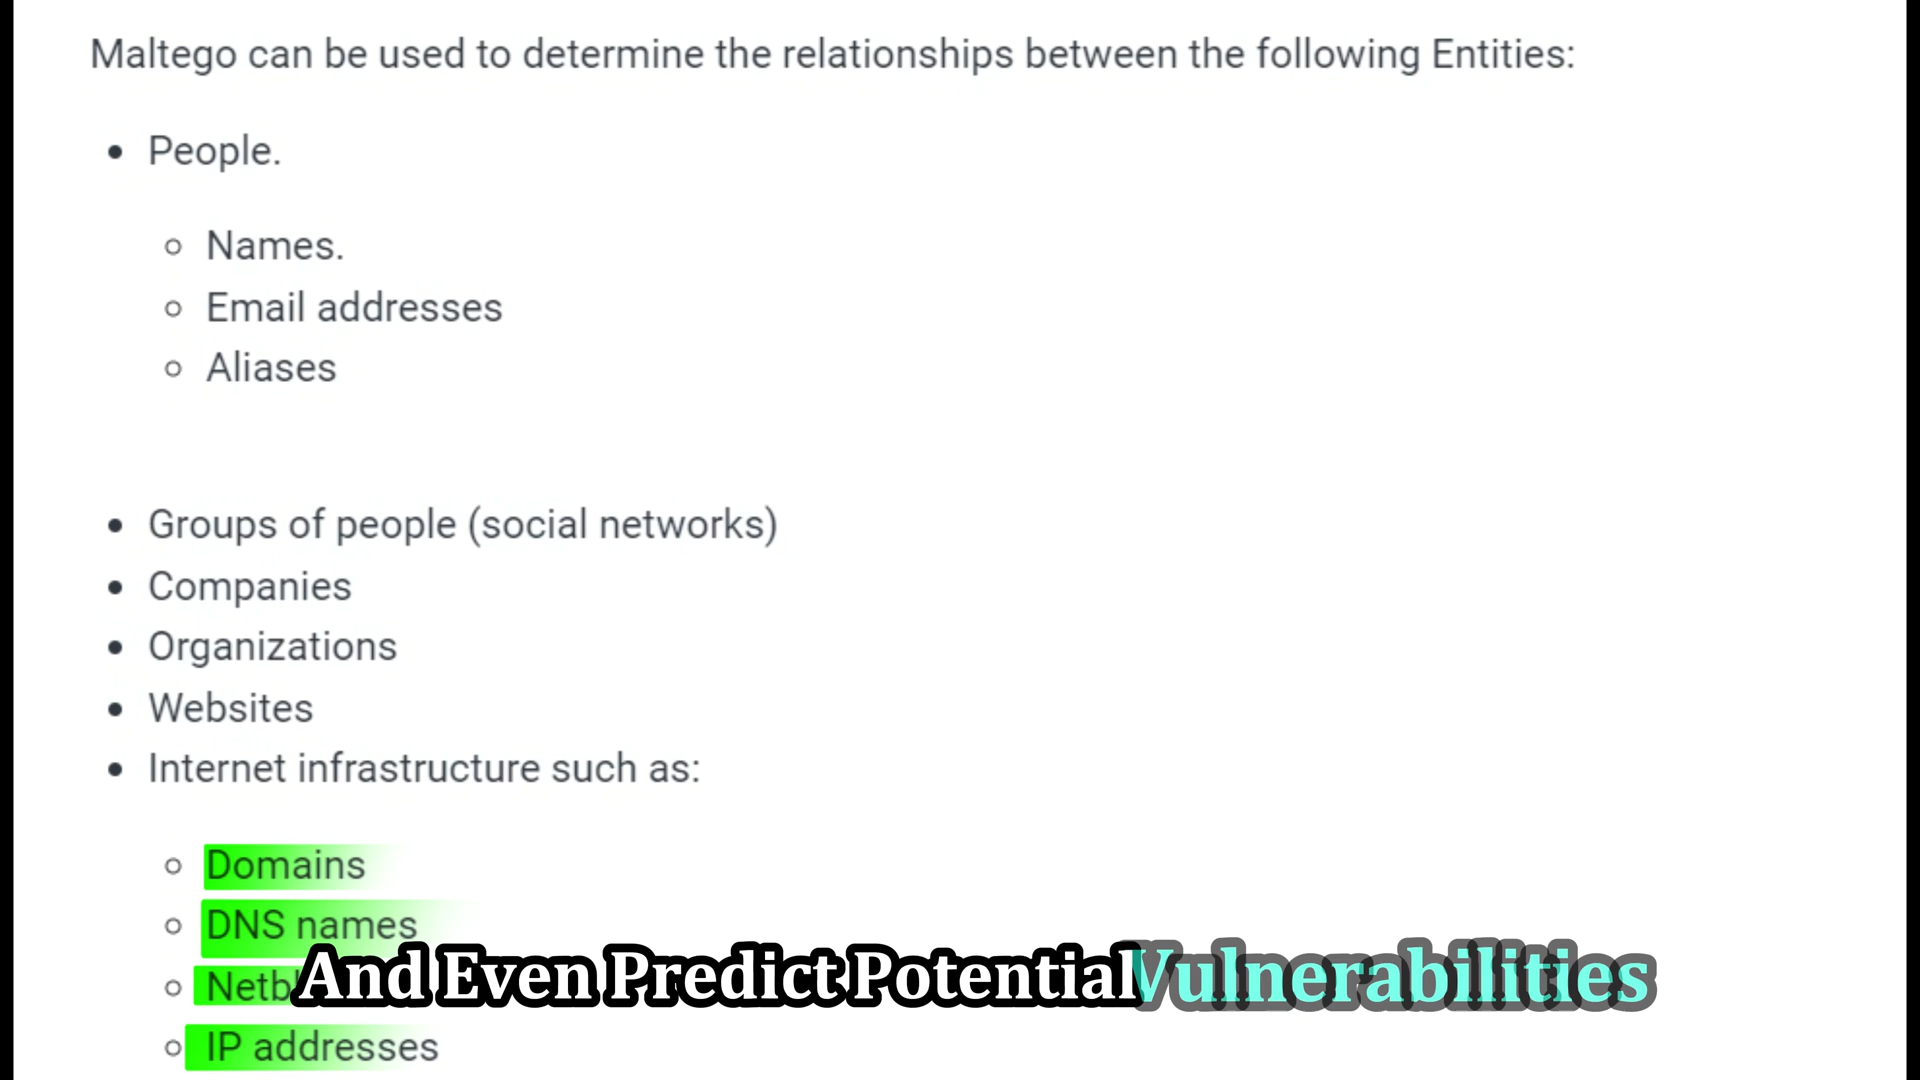 Maltego can be used to determine the relationships between the following Entities:
People.
Names.
Email addresses
Aliases
Groups of people (social networks)
Companies
Organizations
Websites
Internet infrastructure such as:
Domains
DNS names
And Even Predict Potential Vulnerabilities
IP addresses